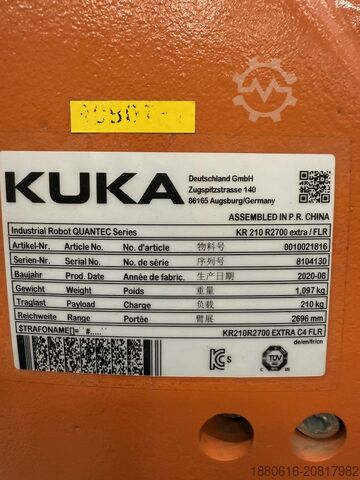 KUKA
Deutschland GmbH
Zugspitzstrasse 140
86165 Augsburg/Germany
ASSEMBLED IN P.R. CHINA
Industrial Robot QUANTEC Series KR 210 R2700 extra / FLR
Artikel-Nr. Article No. No. d'article 物料号 0010021816
Serien-Nr. Serial No. No. de série 序列号 8104130
Baujahr Prod. Date Année de fabric. 生产日期 2020-08
Gewicht Weight Poids 重量 1,097 kg
Traglast Payload Charge 负载 210 kg
Reichweite Range Portée 臂展 2696 mm
$TRAFONAME[]=¨#..... KR210R2700 EXTRA C4 FLR
de/en/fr/cn
S
TÜV
C US
1880616-20817982